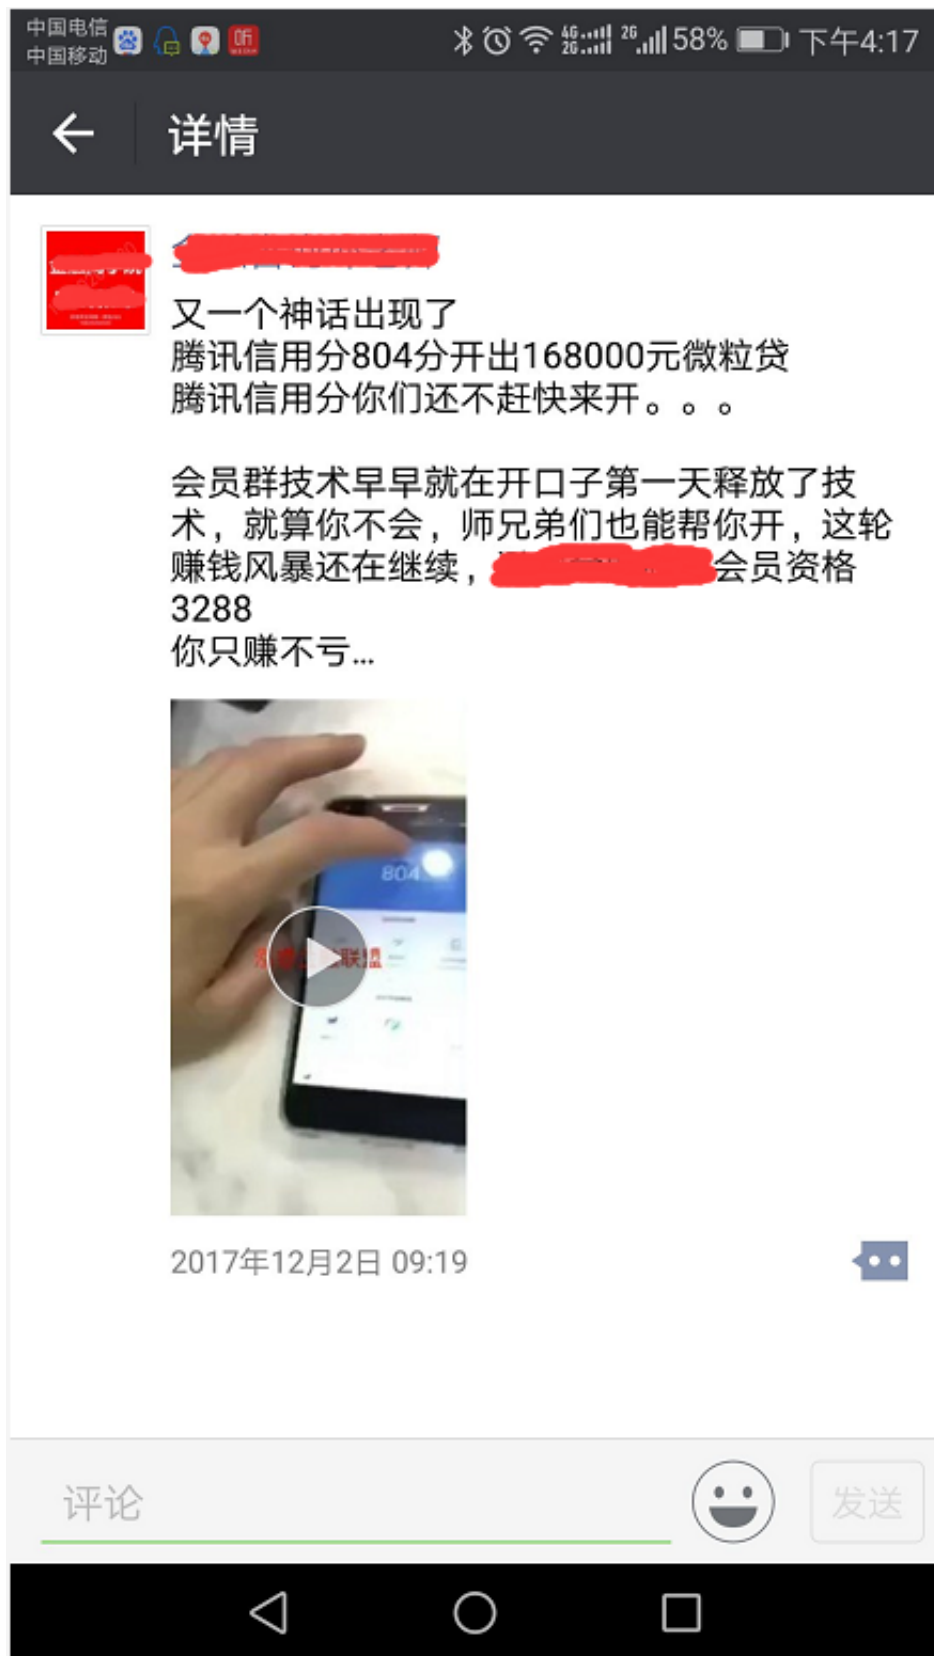 中国电信
中国移动
听
4G
2G
2G
58%
下午4:17
详情
又一个神话出现了
腾讯信用分804分开出168000元微粒贷
腾讯信用分你们还不赶快来开。。。
会员群技术早早就在开口子第一天释放了技
术，就算你不会，师兄弟们也能帮你开，这轮
赚钱风暴还在继续，
会员资格
3288
你只赚不亏...
804
联盟
2017年12月2日 09:19
评论
发送